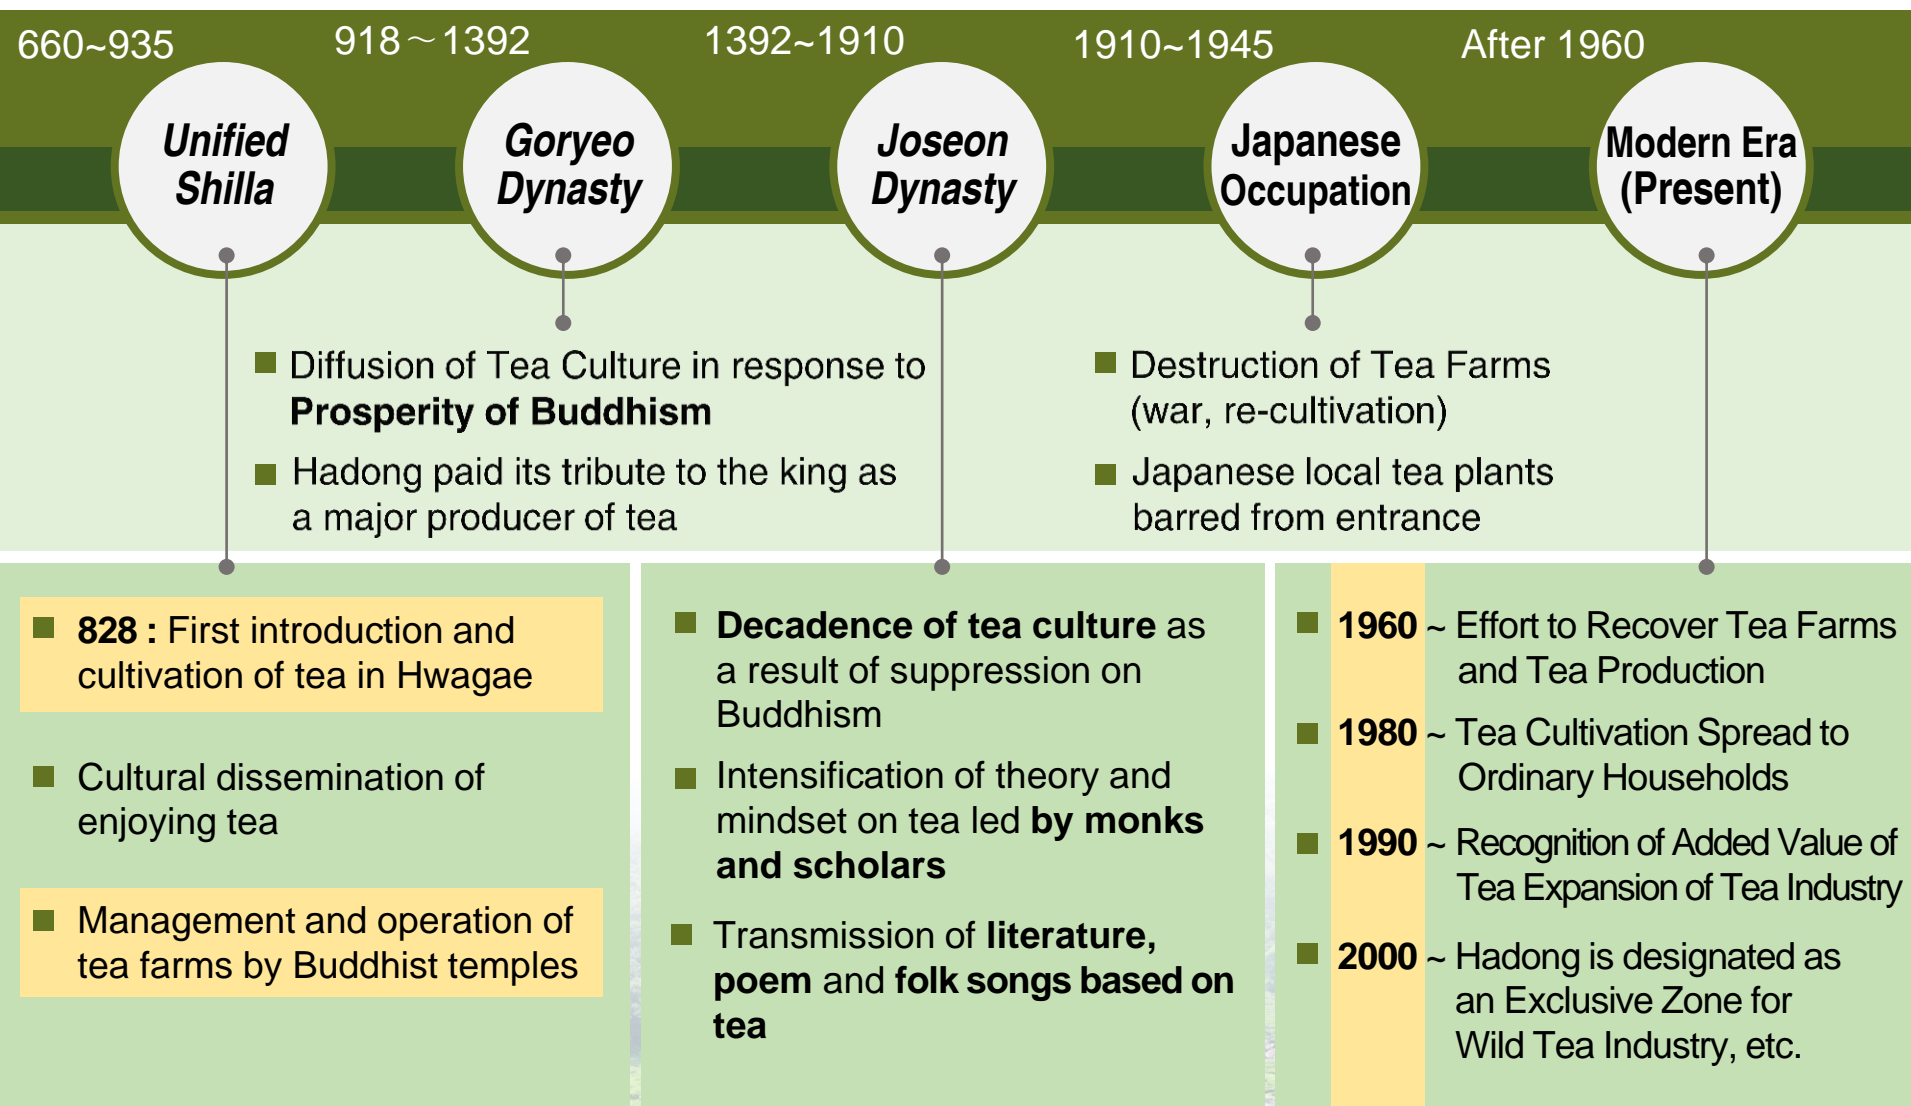 660~935
918～1392
1392~1910
1910~1945
After 1960
Unified
Shilla
Goryeo
Dynasty
Joseon
Dynasty
Japanese
Occupation
Modern Era
(Present)
Diffusion of Tea Culture in response to
Prosperity of Buddhism
Hadong paid its tribute to the king as
a major producer of tea
Destruction of Tea Farms
(war, re-cultivation)
Japanese local tea plants
barred from entrance
828 : First introduction and
cultivation of tea in Hwagae
Cultural dissemination of
enjoying tea
Management and operation of
tea farms by Buddhist temples
Decadence of tea culture as
a result of suppression on
Buddhism
Intensification of theory and
mindset on tea led by monks
and scholars
Transmission of literature,
poem and folk songs based on
tea
1960 ~ Effort to Recover Tea Farms
and Tea Production
1980 ~ Tea Cultivation Spread to
Ordinary Households
1990 ~ Recognition of Added Value of
Tea Expansion of Tea Industry
2000 ~ Hadong is designated as
an Exclusive Zone for
Wild Tea Industry, etc.